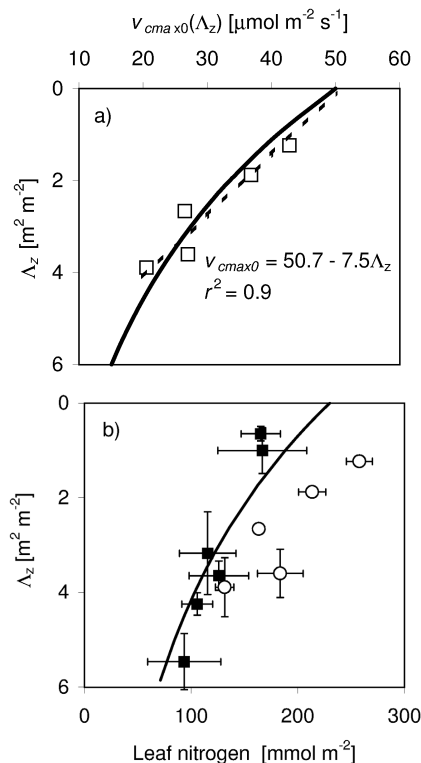 v cmax0(Λz) [μmol m-2 s-1]
10 20 30 40 50 60
0
a)
2
Λz [m2 m-2]
vcmax0 = 50.7 - 7.5Λz
4
r2 = 0.9
6
0
b)
2
Λz [m2 m-2]
4
6
0 100 200 300
Leaf nitrogen [mmol m-2]